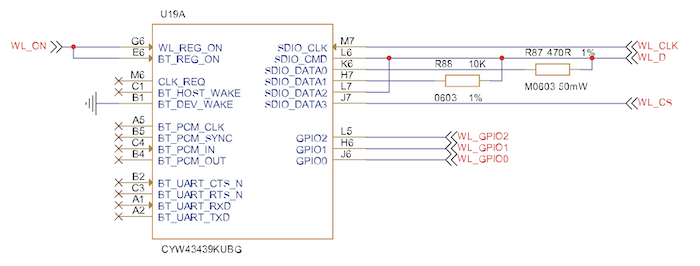 U19A
WL_ON
G6 WL_REG_ON
E6 BT_REG_ON
M6 CLK_REQ
C1 BT_HOST_WAKE
B1 BT_DEV_WAKE
A5 BT_PCM_CLK
B5 BT_PCM_SYNC
C4 BT_PCM_IN
B4 BT_PCM_OUT
B2 BT_UART_CTS_N
C3 BT_UART_RTS_N
A1 BT_UART_RXD
A2 BT_UART_TXD
SDIO_CLK M7 WL_CLK
SDIO_CMD L6 WL_D
SDIO_DATA0 K6
SDIO_DATA1 H7
SDIO_DATA2 L7
SDIO_DATA3 J7 WL_CS
R87 470R 1%
M0603 50mW
R88 10K
0603 1%
GPIO2 L5 WL_GPIO2
GPIO1 H6 WL_GPIO1
GPIO0 J6 WL_GPIO0
CYW43439KUBG